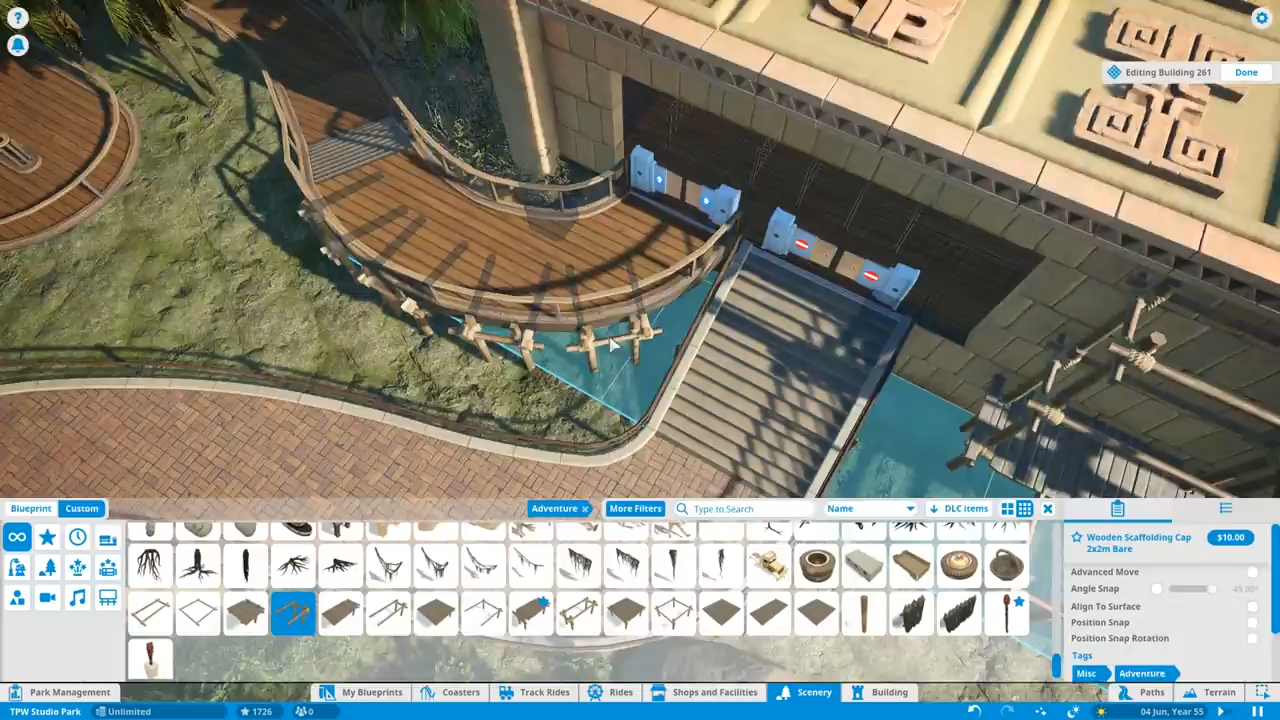 ?
Editing Building 261
Done
Blueprint
Custom
Adventure ×
More Filters
Type to Search
Name
DLC items
Wooden Scaffolding Cap
2x2m Bare
$10.00
Advanced Move
Angle Snap
45.00°
Align To Surface
Position Snap
Position Snap Rotation
Tags
Misc
Adventure
Park Management
My Blueprints
Coasters
Track Rides
Rides
Shops and Facilities
Scenery
Building
Paths
Terrain
TPW Studio Park
Unlimited
1726
0
04 Jun, Year 55